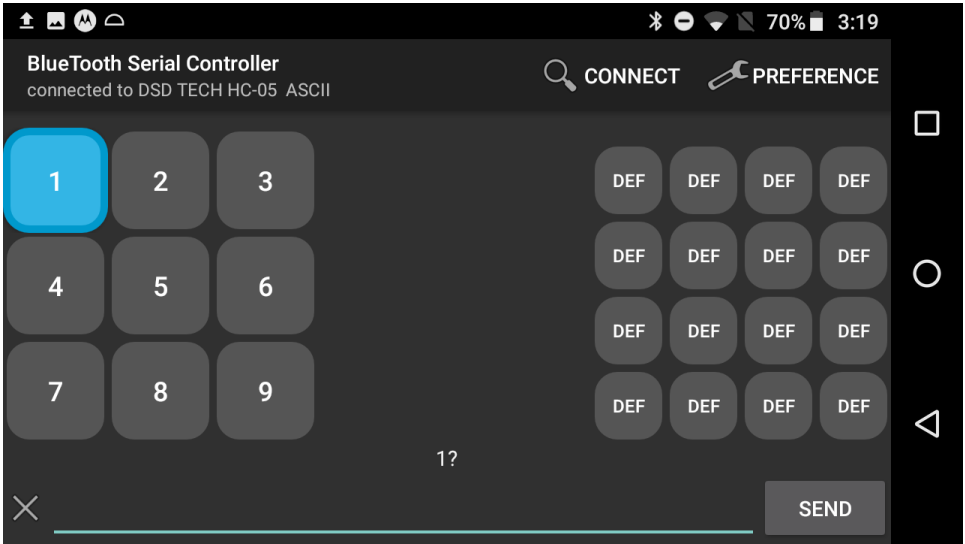 70% 3:19
BlueTooth Serial Controller
connected to DSD TECH HC-05 ASCII
CONNECT PREFERENCE
1 2 3 DEF DEF DEF DEF
4 5 6 DEF DEF DEF DEF
DEF DEF DEF DEF
7 8 9 DEF DEF DEF DEF
1?
SEND